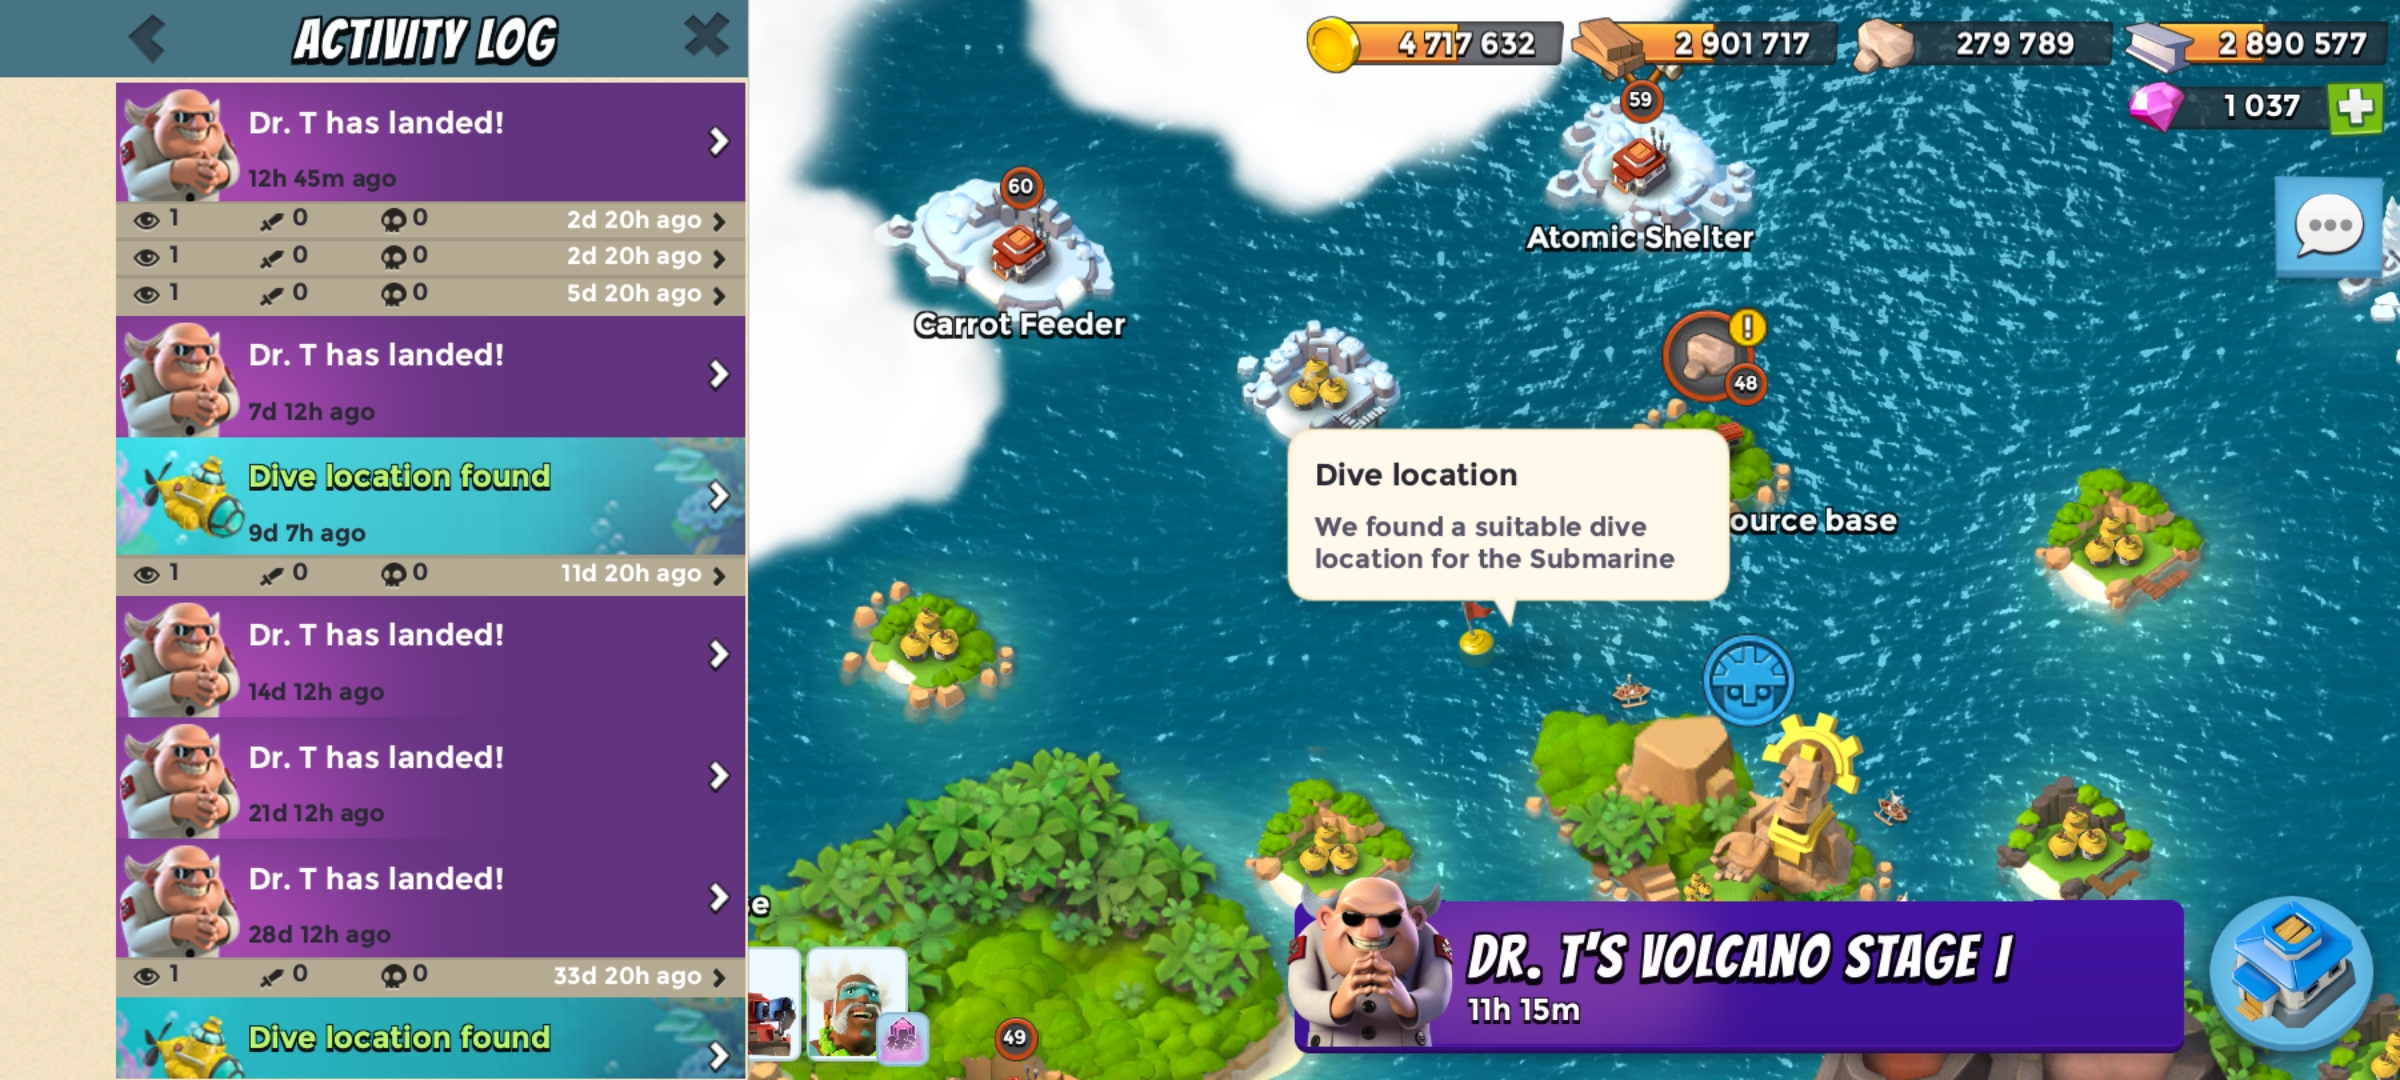 ACTIVITY LOG
Dr. T has landed!
12h 45m ago
1 0 0 2d 20h ago
1 0 0 2d 20h ago
1 0 0 5d 20h ago
Dr. T has landed!
7d 12h ago
Dive location found
9d 7h ago
1 0 0 11d 20h ago
Dr. T has landed!
14d 12h ago
Dr. T has landed!
21d 12h ago
Dr. T has landed!
28d 12h ago
1 0 0 33d 20h ago
Dive location found
4 717 632
2 901 717
279 789
2 890 577
1 037
59
Atomic Shelter
60
Carrot Feeder
!
48
ource base
Dive location
We found a suitable dive
location for the Submarine
e
49
DR. T'S VOLCANO STAGE I
11h 15m